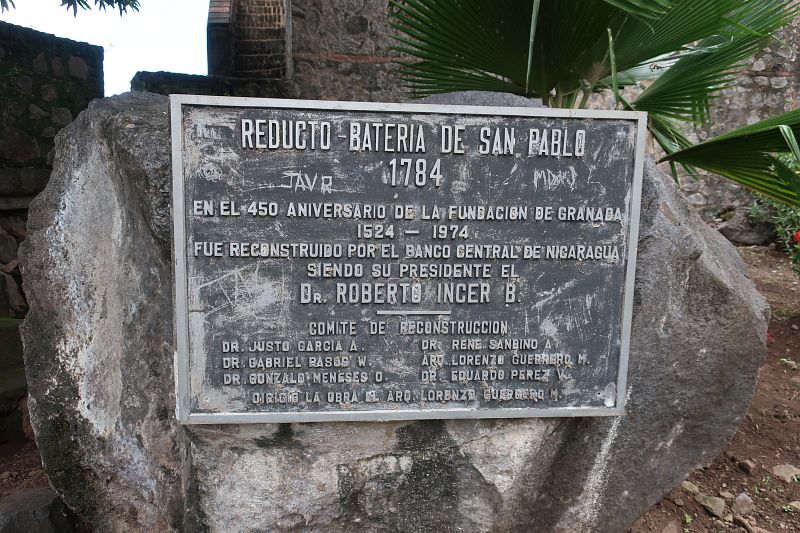 REDUCTO-BATERIA DE SAN PABLO
1784
EN EL 450 ANIVERSARIO DE LA FUNDACION DE GRANADA
1524 - 1974
FUE RECONSTRUIDO POR EL BANCO CENTRAL DE NICARAGUA
SIENDO SU PRESIDENTE EL
DR. ROBERTO INCER B.
COMITE DE RECONSTRUCCION
DR. JUSTO GARCIA A. DR. RENE SANDINO A.
DR. GABRIEL PASOS W. ARQ. LORENZO GUERRERO M.
DR. GONZALO MENESES O. DR. EDUARDO PEREZ V.
DIRIGIO LA OBRA EL ARQ. LORENZO GUERRERO M.